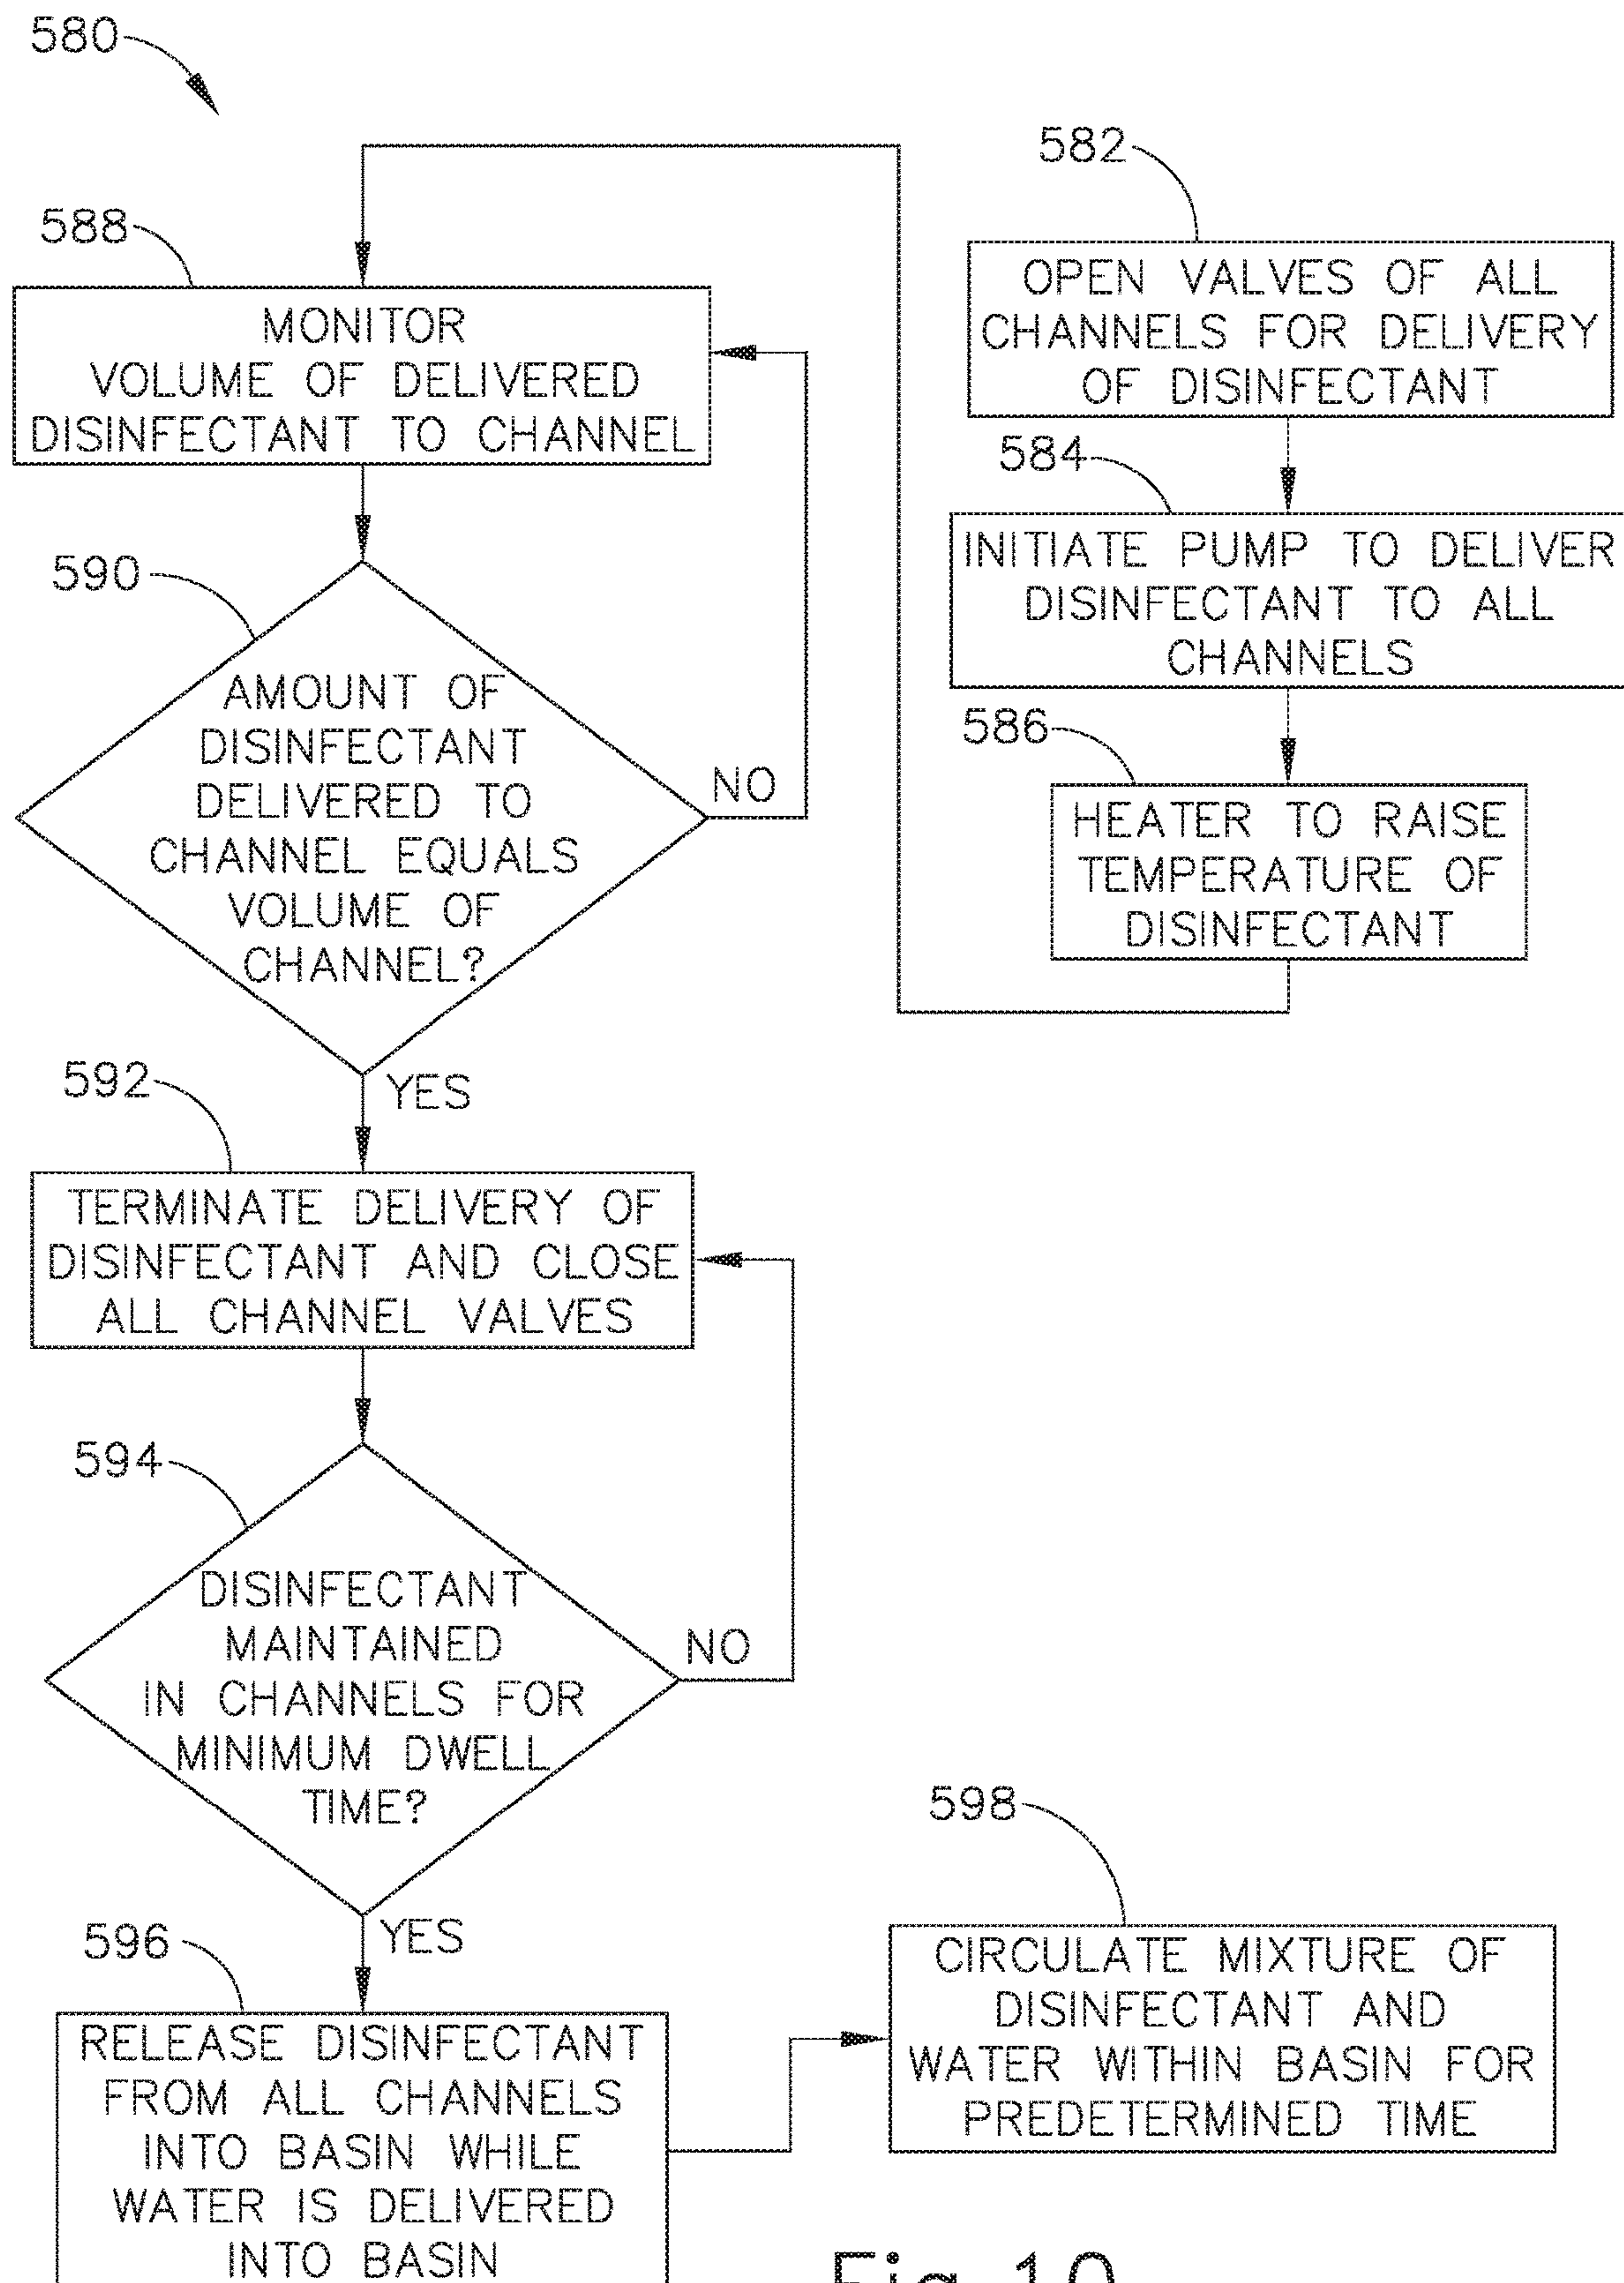 580
582
OPEN VALVES OF ALL
CHANNELS FOR DELIVERY
OF DISINFECTANT
584
INITIATE PUMP TO DELIVER
DISINFECTANT TO ALL
CHANNELS
586
HEATER TO RAISE
TEMPERATURE OF
DISINFECTANT
588
MONITOR
VOLUME OF DELIVERED
DISINFECTANT TO CHANNEL
590
AMOUNT OF
DISINFECTANT
DELIVERED TO
CHANNEL EQUALS
VOLUME OF
CHANNEL?
NO
YES
592
TERMINATE DELIVERY OF
DISINFECTANT AND CLOSE
ALL CHANNEL VALVES
594
DISINFECTANT
MAINTAINED
IN CHANNELS FOR
MINIMUM DWELL
TIME?
NO
YES
596
RELEASE DISINFECTANT
FROM ALL CHANNELS
INTO BASIN WHILE
WATER IS DELIVERED
INTO BASIN
598
CIRCULATE MIXTURE OF
DISINFECTANT AND
WATER WITHIN BASIN FOR
PREDETERMINED TIME
Fig.10